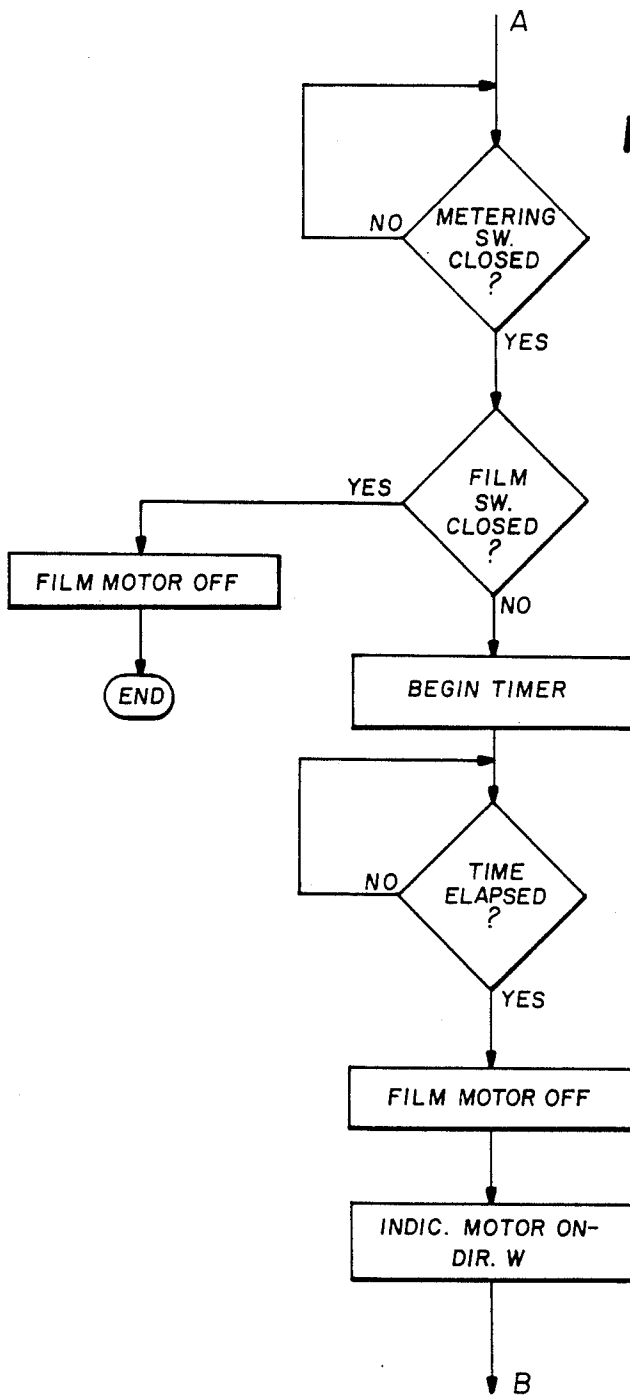 A
NO
METERING
SW.
CLOSED
?
YES
YES
FILM
SW.
CLOSED
?
FILM MOTOR OFF
NO
END
BEGIN TIMER
NO
TIME
ELAPSED
?
YES
FILM MOTOR OFF
INDIC. MOTOR ON-
DIR. W
B